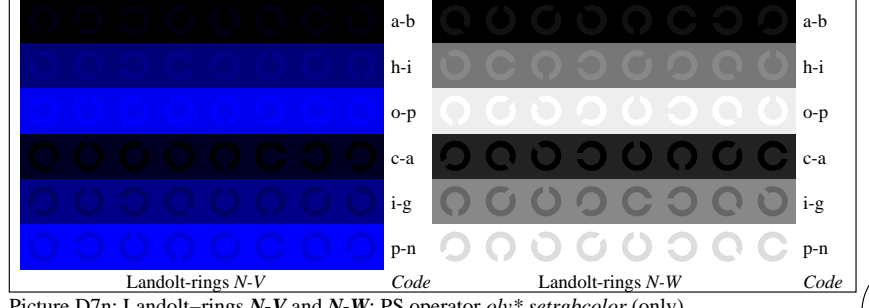 a-b a-b
h-i h-i
o-p o-p
c-a c-a
i-g i-g
p-n p-n
Landolt-rings N-V Code Landolt-rings N-W Code
Picture D7n: Landolt–rings N-V and N-W; PS operator olv* setrgbcolor (only)